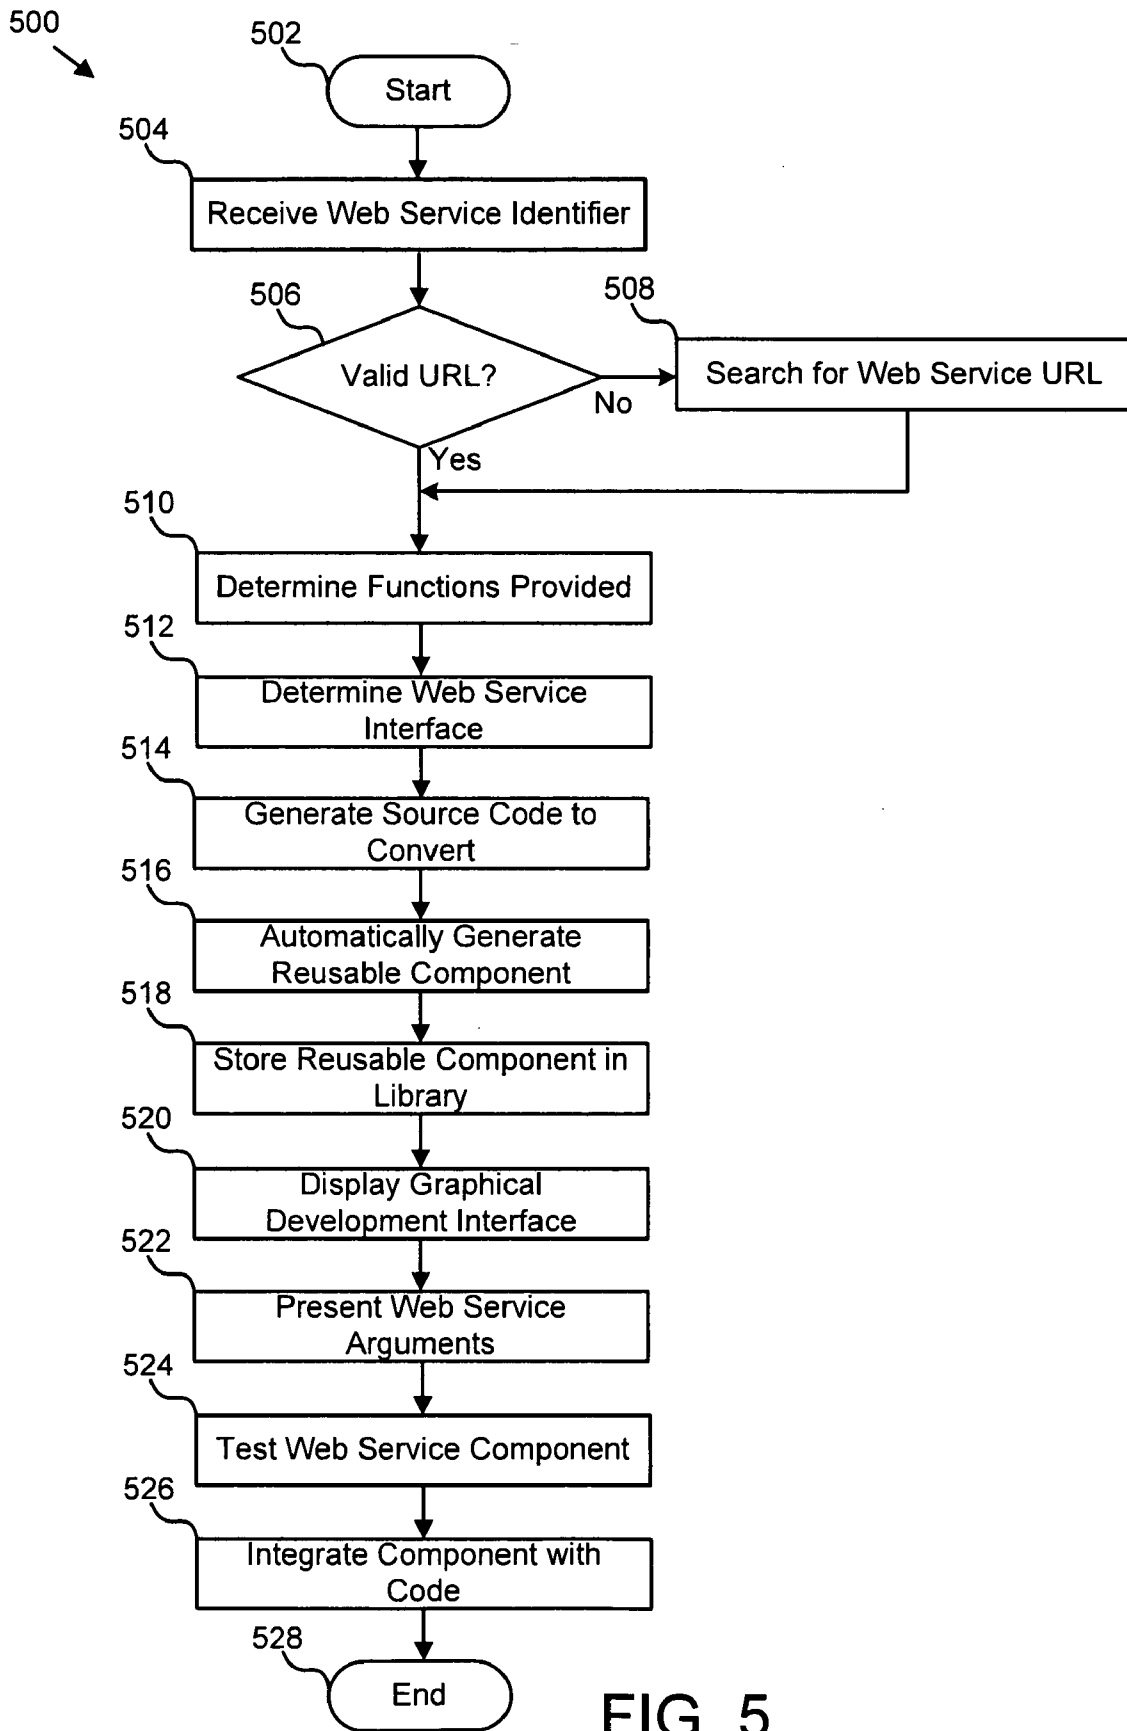 500
502
Start
504
Receive Web Service Identifier
506
Valid URL?
508
Search for Web Service URL
No
Yes
510
Determine Functions Provided
512
Determine Web Service
Interface
514
Generate Source Code to
Convert
516
Automatically Generate
Reusable Component
518
Store Reusable Component in
Library
520
Display Graphical
Development Interface
522
Present Web Service
Arguments
524
Test Web Service Component
526
Integrate Component with
Code
528
End
FIG. 5